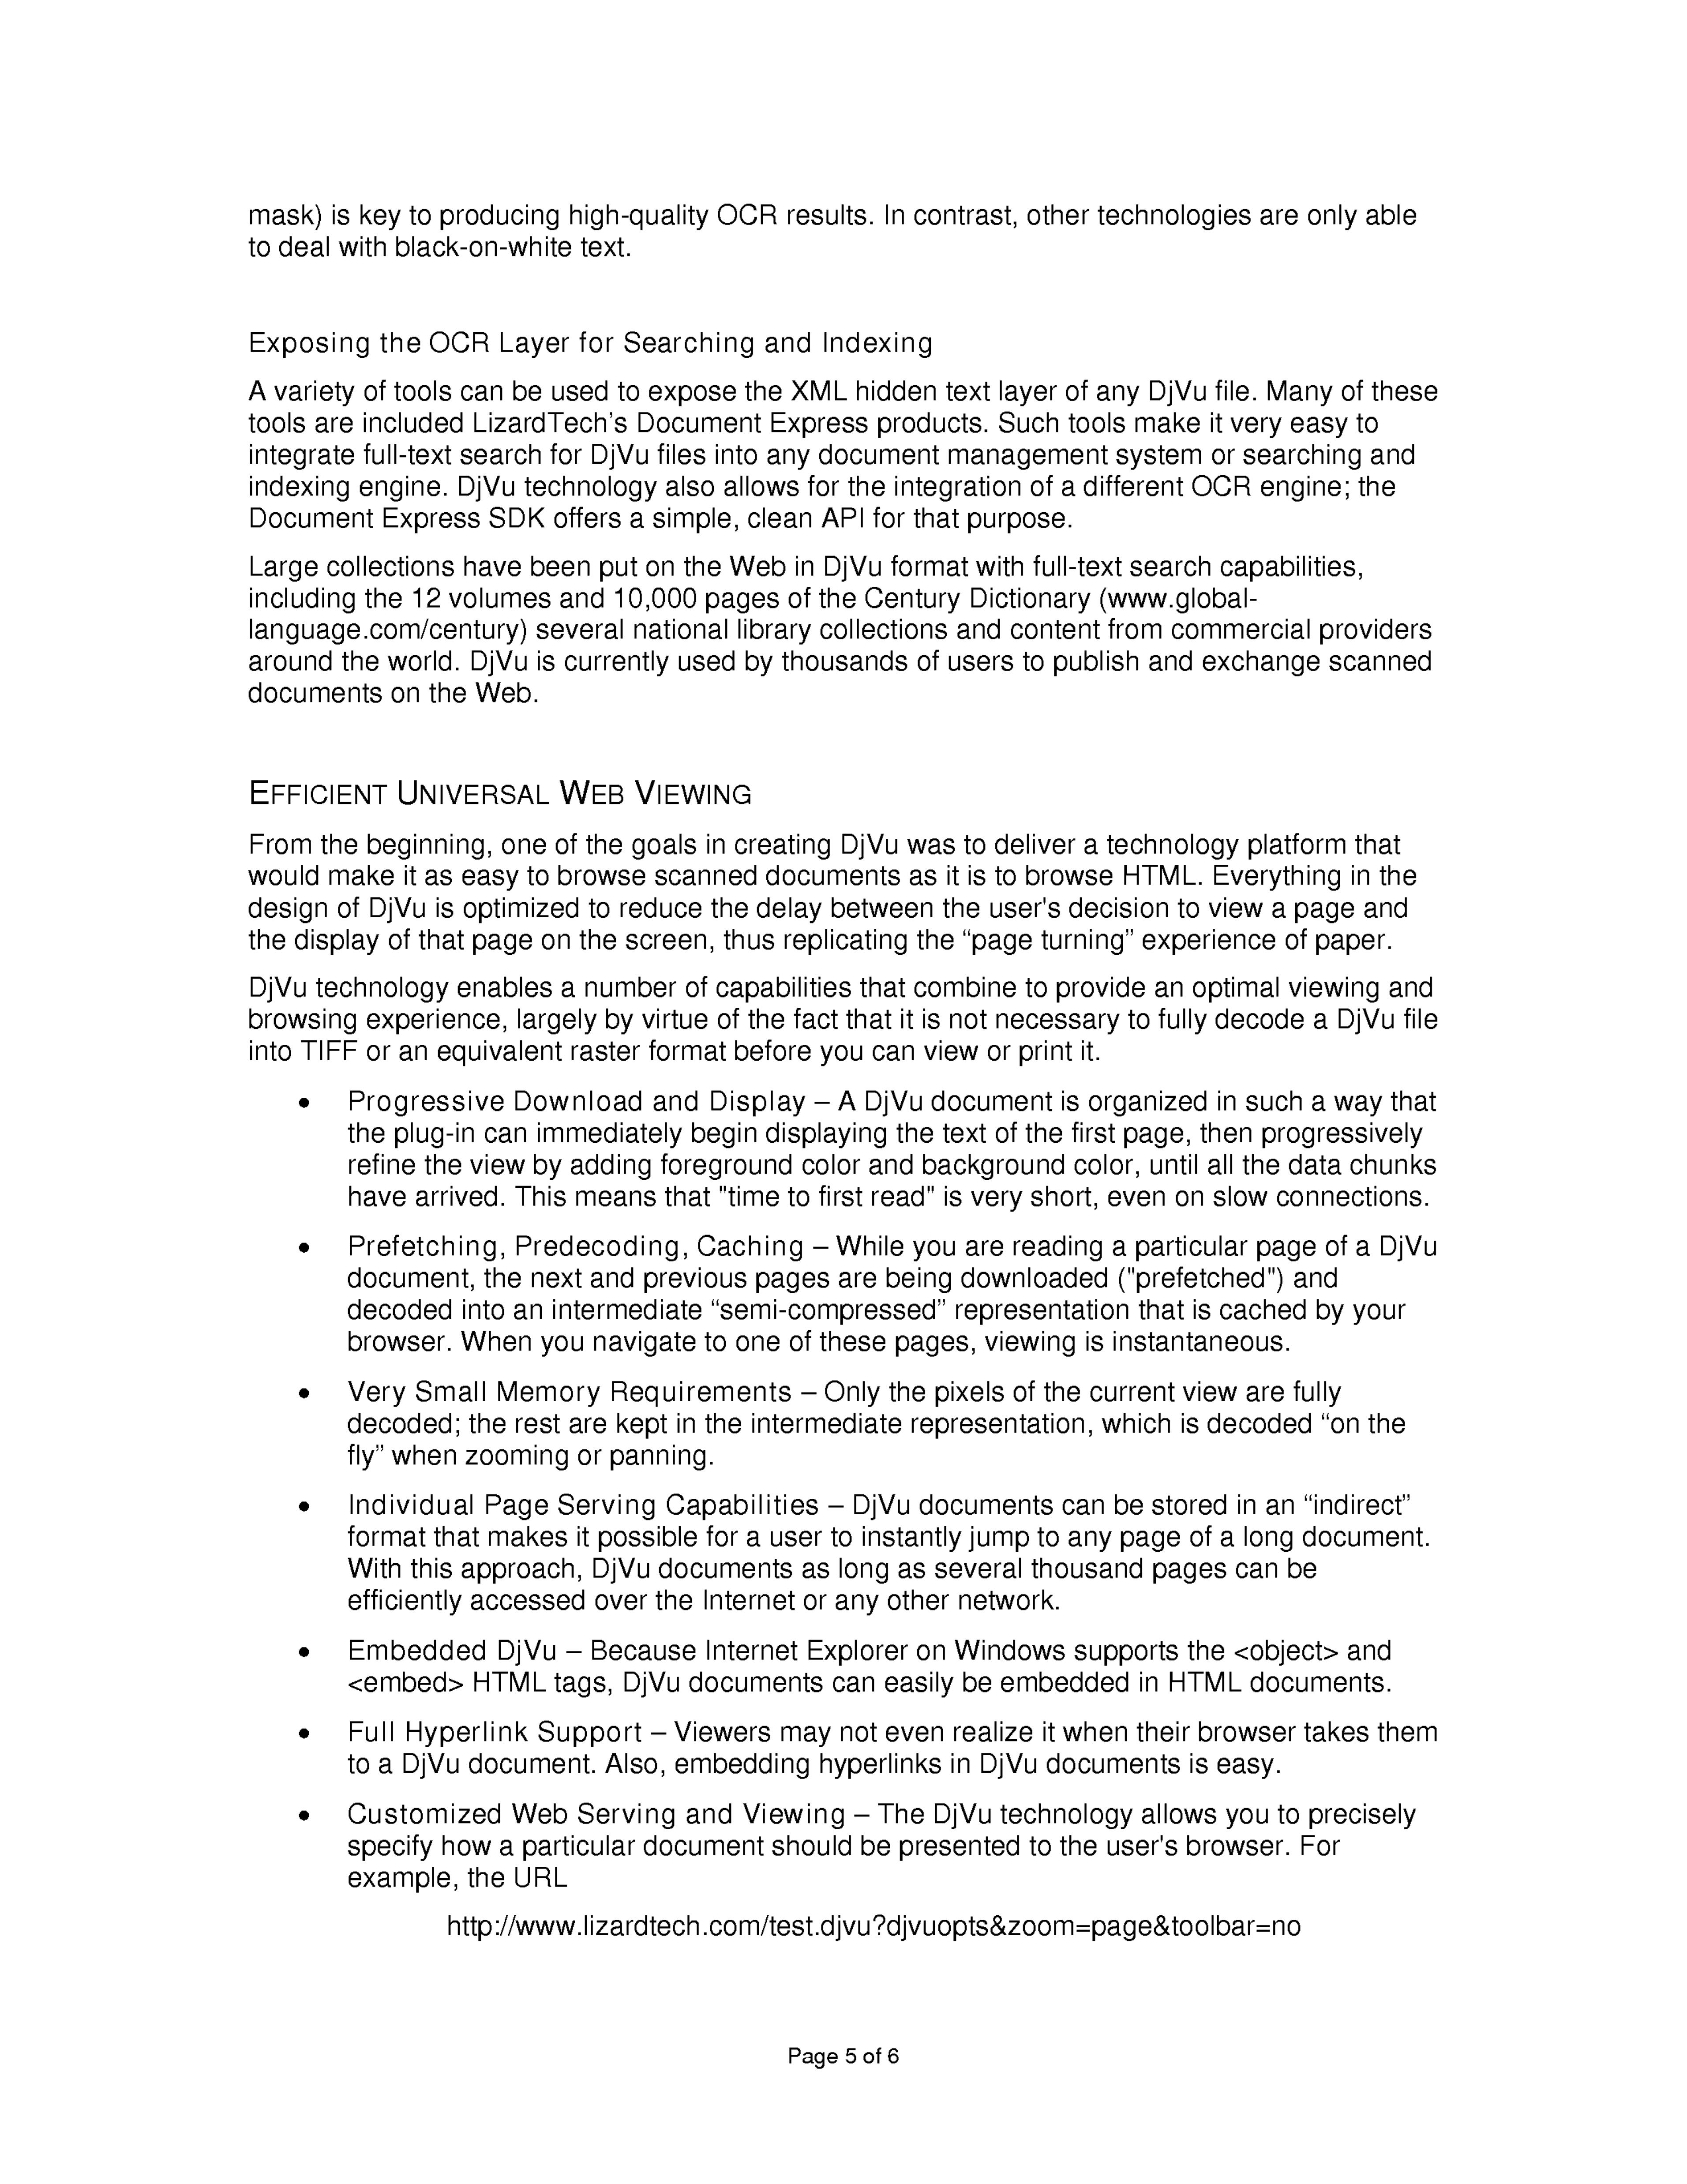 mask) is key to producing high-quality OCR results. In contrast, other technologies are only able
to deal with black-on-white text.
Exposing the OCR Layer for Searching and Indexing
A variety of tools can be used to expose the XML hidden text layer of any DjVu file. Many of these
tools are included LizardTech’s Document Express products. Such tools make it very easy to
integrate full-text search for DjVu files into any document management system or searching and
indexing engine. DjVu technology also allows for the integration of a different OCR engine; the
Document Express SDK offers a simple, clean API for that purpose.
Large collections have been put on the Web in DjVu format with full-text search capabilities,
including the 12 volumes and 10,000 pages of the Century Dictionary (www.global-
language.com/century) several national library collections and content from commercial providers
around the world. DjVu is currently used by thousands of users to publish and exchange scanned
documents on the Web.
EFFICIENT UNIVERSAL WEB VIEWING
From the beginning, one of the goals in creating DjVu was to deliver a technology platform that
would make it as easy to browse scanned documents as it is to browse HTML. Everything in the
design of DjVu is optimized to reduce the delay between the user's decision to view a page and
the display of that page on the screen, thus replicating the “page turning” experience of paper.
DjVu technology enables a number of capabilities that combine to provide an optimal viewing and
browsing experience, largely by virtue of the fact that it is not necessary to fully decode a DjVu file
into TIFF or an equivalent raster format before you can view or print it.
• Progressive Download and Display – A DjVu document is organized in such a way that
the plug-in can immediately begin displaying the text of the first page, then progressively
refine the view by adding foreground color and background color, until all the data chunks
have arrived. This means that "time to first read" is very short, even on slow connections.
• Prefetching, Predecoding, Caching – While you are reading a particular page of a DjVu
document, the next and previous pages are being downloaded ("prefetched") and
decoded into an intermediate “semi-compressed” representation that is cached by your
browser. When you navigate to one of these pages, viewing is instantaneous.
• Very Small Memory Requirements – Only the pixels of the current view are fully
decoded; the rest are kept in the intermediate representation, which is decoded “on the
fly” when zooming or panning.
• Individual Page Serving Capabilities – DjVu documents can be stored in an “indirect”
format that makes it possible for a user to instantly jump to any page of a long document.
With this approach, DjVu documents as long as several thousand pages can be
efficiently accessed over the Internet or any other network.
• Embedded DjVu – Because Internet Explorer on Windows supports the <object> and
<embed> HTML tags, DjVu documents can easily be embedded in HTML documents.
• Full Hyperlink Support – Viewers may not even realize it when their browser takes them
to a DjVu document. Also, embedding hyperlinks in DjVu documents is easy.
• Customized Web Serving and Viewing – The DjVu technology allows you to precisely
specify how a particular document should be presented to the user's browser. For
example, the URL
http://www.lizardtech.com/test.djvu?djvuopts&zoom=page&toolbar=no
Page 5 of 6